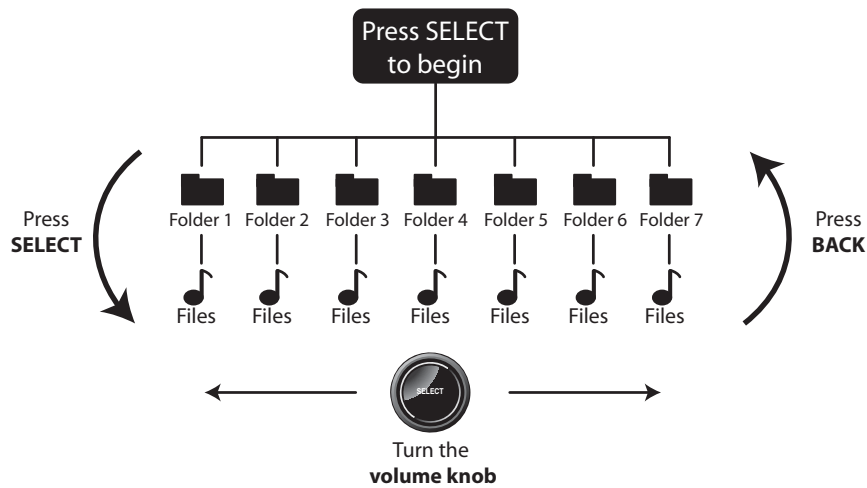 Press SELECT
to begin
Folder 1 Folder 2 Folder 3 Folder 4 Folder 5 Folder 6 Folder 7
Press
SELECT
Press
BACK
Files Files Files Files Files Files Files
SELECT
Turn the
volume knob